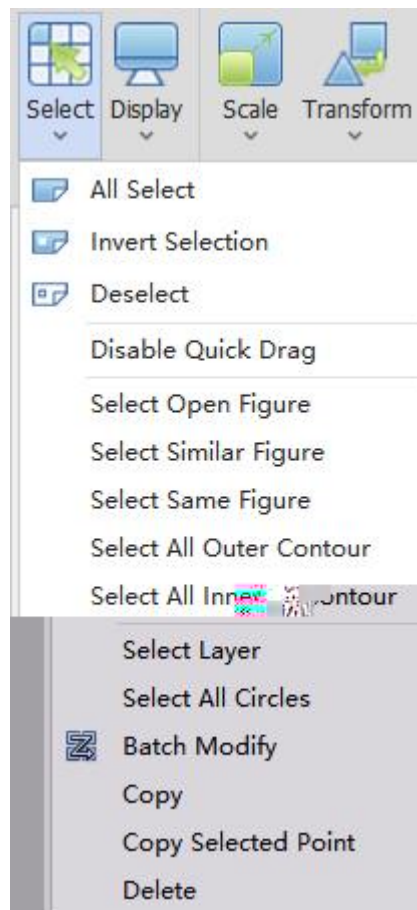 Select Display Scale Transform
All Select
Invert Selection
Deselect
Disable Quick Drag
Select Open Figure
Select Similar Figure
Select Same Figure
Select All Outer Contour
Select All
Select Layer
Select All Circles
Batch Modify
Copy
Copy Selected Point
Delete